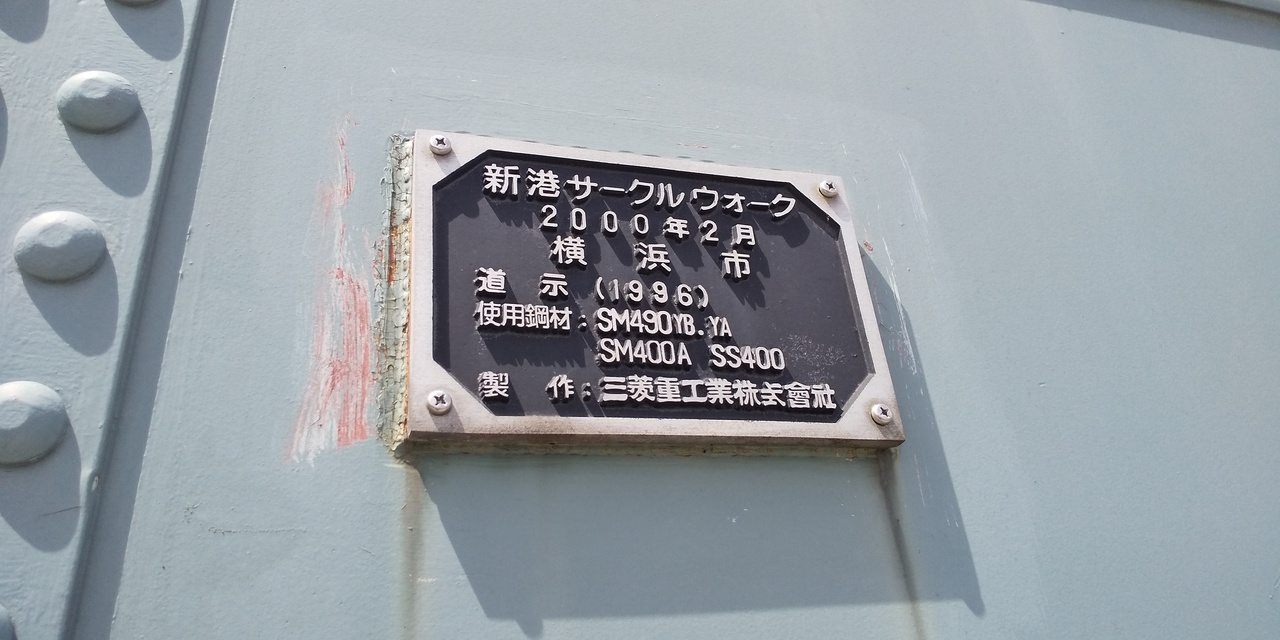 新港サークルウォーク
2000年2月
横浜市
道示（1996）
使用鋼材：SM490YB.YA
SM400A SS400
製作：三菱重工業株式會社